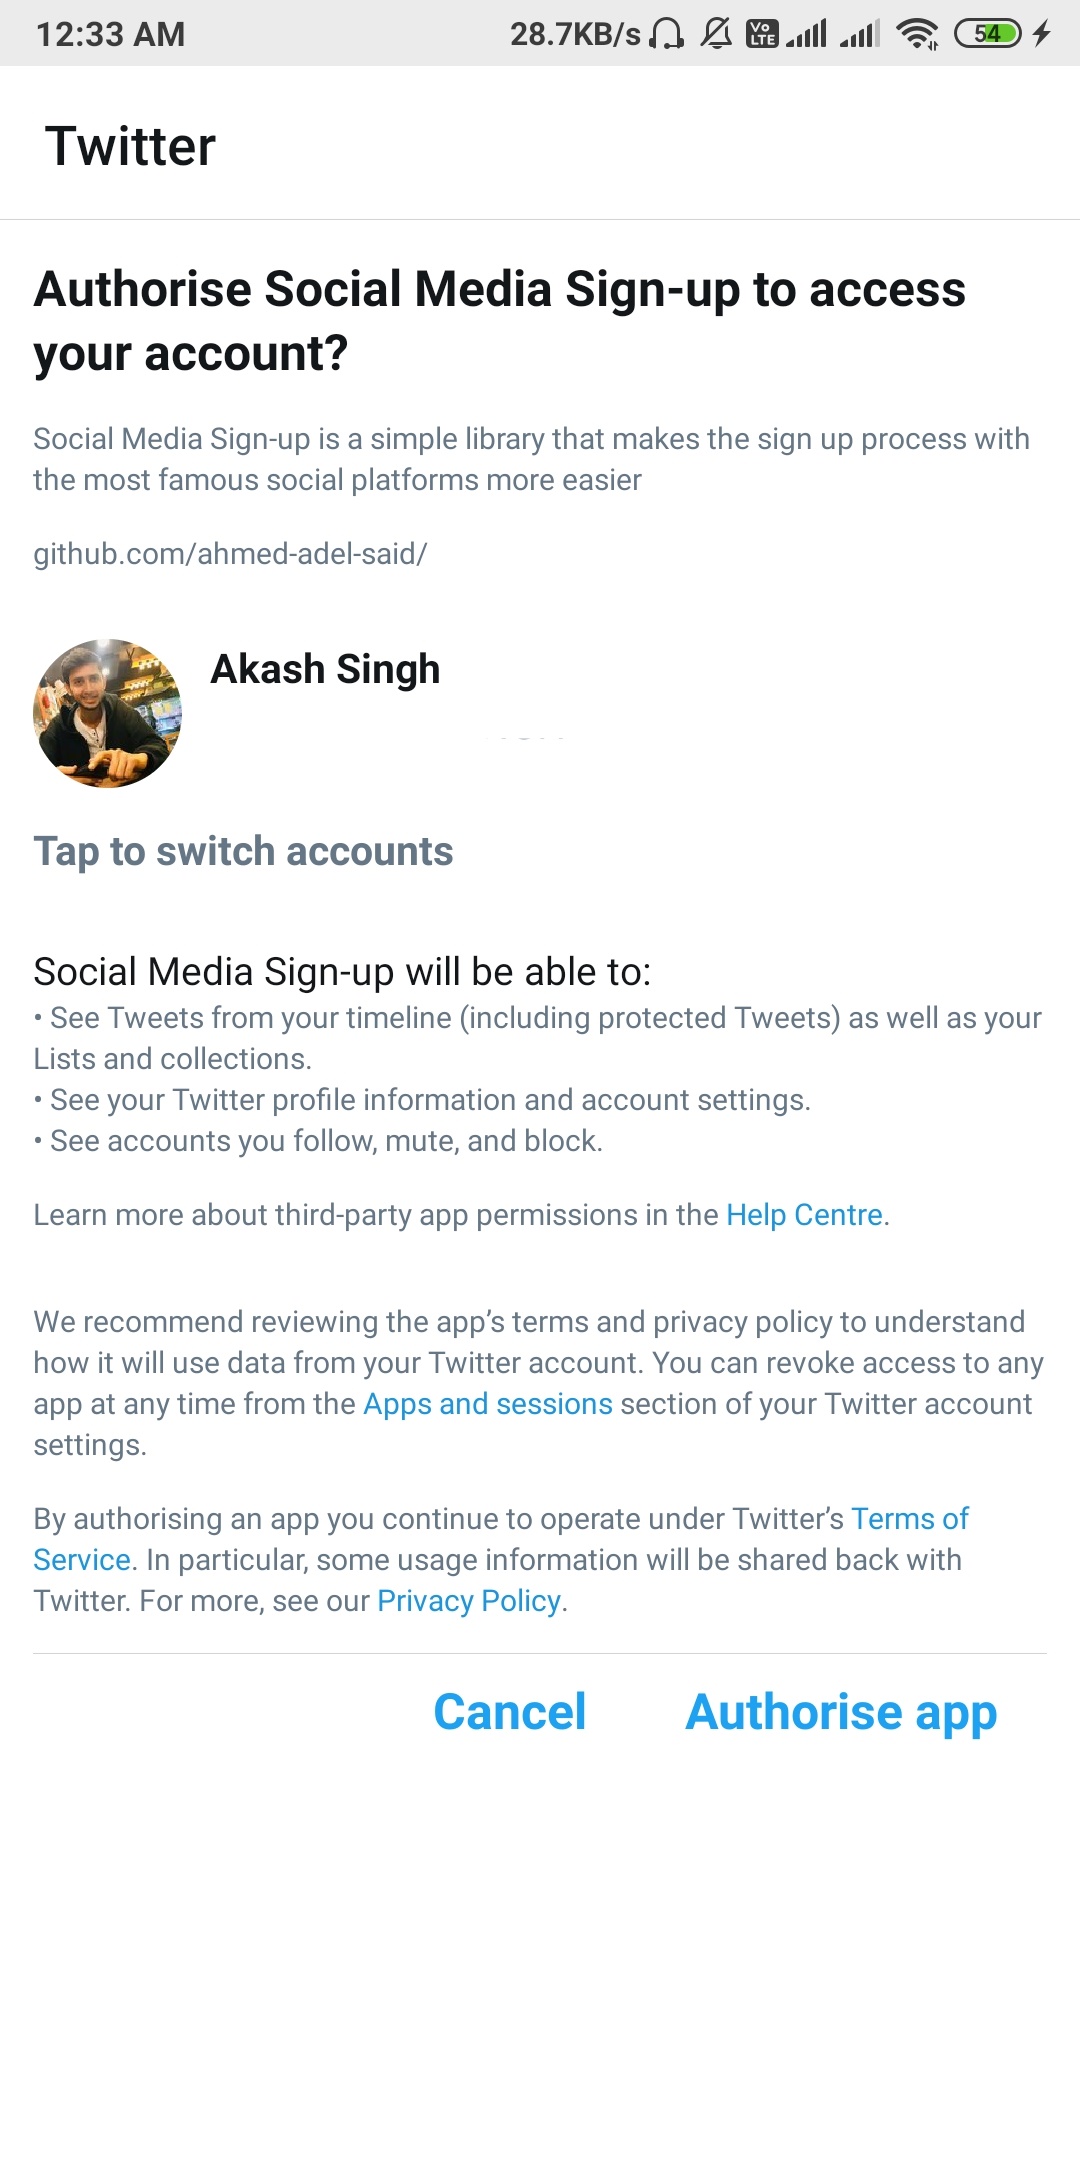 12:33 AM 28.7KB/s Vo LTE 54
Twitter
Authorise Social Media Sign-up to access
your account?
Social Media Sign-up is a simple library that makes the sign up process with
the most famous social platforms more easier
github.com/ahmed-adel-said/
Akash Singh
Tap to switch accounts
Social Media Sign-up will be able to:
• See Tweets from your timeline (including protected Tweets) as well as your
Lists and collections.
• See your Twitter profile information and account settings.
• See accounts you follow, mute, and block.
Learn more about third-party app permissions in the Help Centre.
We recommend reviewing the app’s terms and privacy policy to understand
how it will use data from your Twitter account. You can revoke access to any
app at any time from the Apps and sessions section of your Twitter account
settings.
By authorising an app you continue to operate under Twitter’s Terms of
Service. In particular, some usage information will be shared back with
Twitter. For more, see our Privacy Policy.
Cancel Authorise app